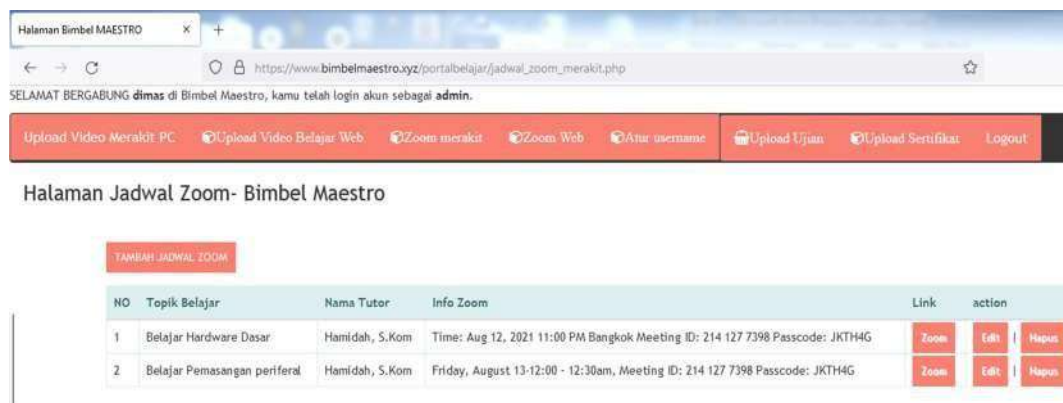 Halaman Bimbel MAESTRO × +
https://www.bimbelmaestro.xyz/portalbelajar/jadwal_zoom_merakit.php
SELAMAT BERGABUNG dimas di Bimbel Maestro, kamu telah login akun sebagai admin.
Upload Video Merakit PC Upload Video Belajar Web Zoom merakit Zoom Web Atur username Upload Ujian Upload Sertifikat Logout
Halaman Jadwal Zoom- Bimbel Maestro
TAMBAH JADWAL ZOOM
NO Topik Belajar Nama Tutor Info Zoom Link action
1 Belajar Hardware Dasar Hamidah, S.Kom Time: Aug 12, 2021 11:00 PM Bangkok Meeting ID: 214 127 7398 Passcode: JKTH4G Zoom Edit | Hapus
2 Belajar Pemasangan periferal Hamidah, S.Kom Friday, August 13·12:00 - 12:30am, Meeting ID: 214 127 7398 Passcode: JKTH4G Zoom Edit | Hapus